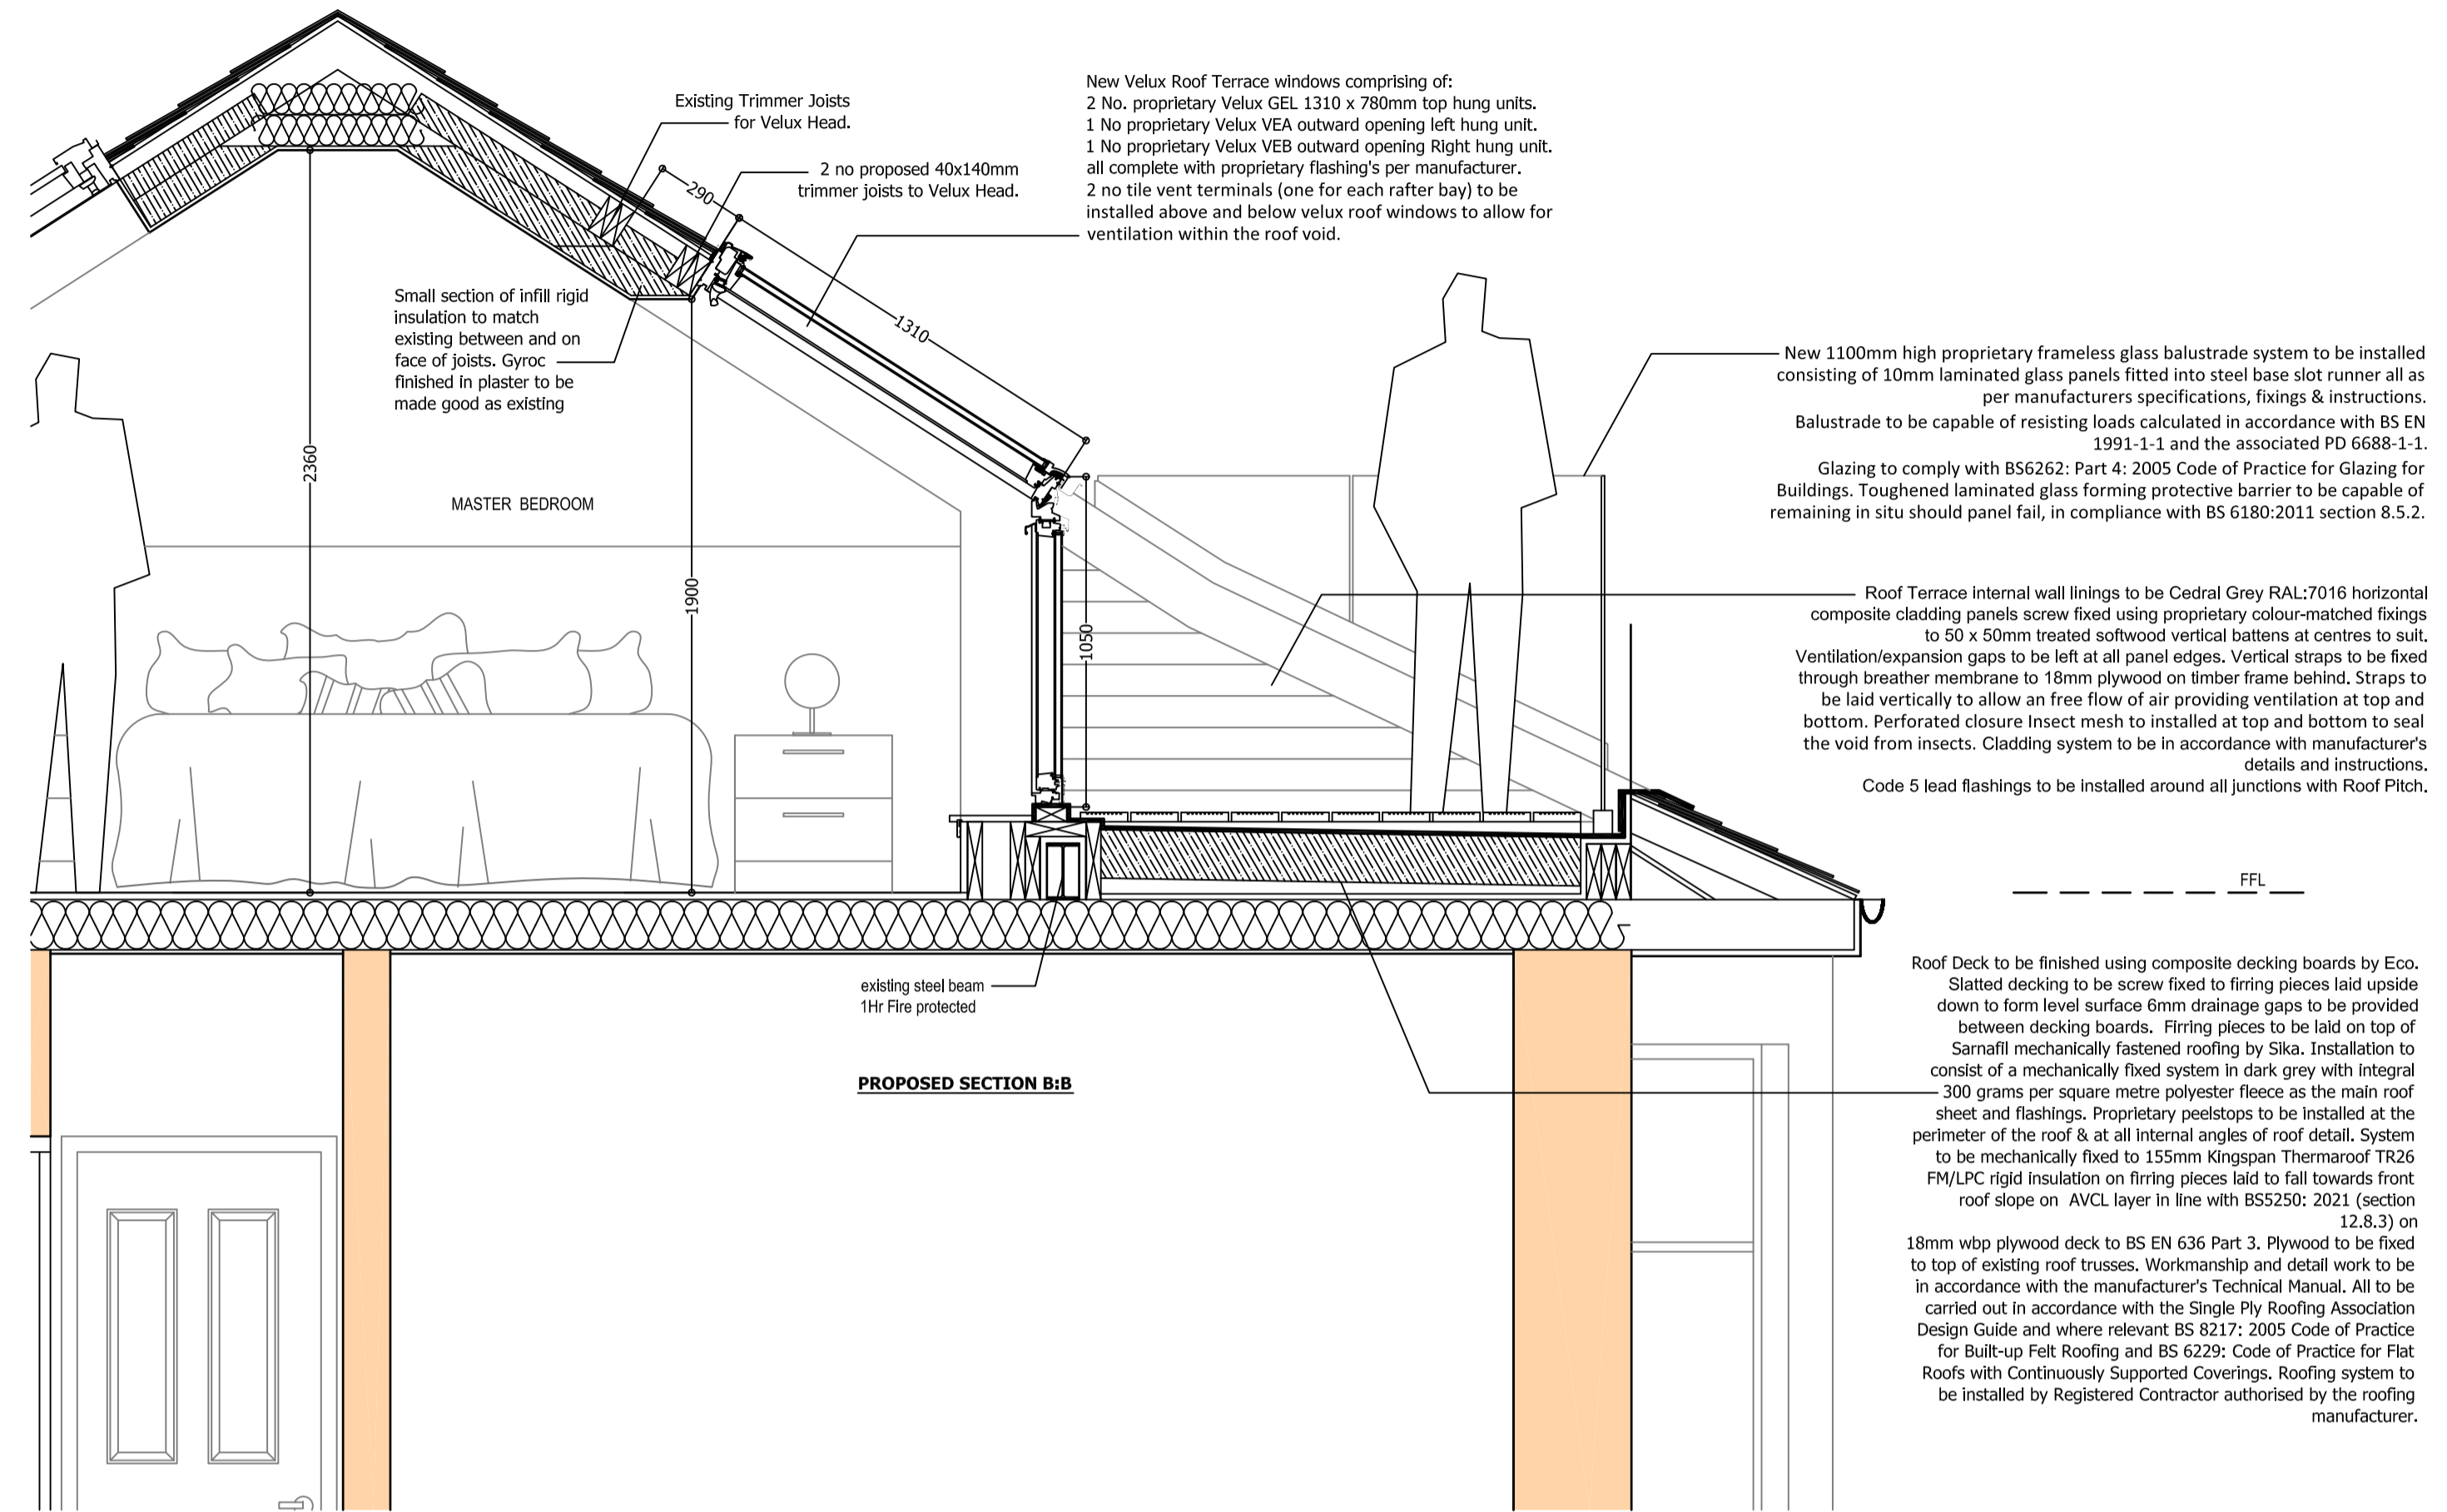 Existing Trimmer Joists
for Velux Head.
290
2 no proposed 40x140mm
trimmer joists to Velux Head.
New Velux Roof Terrace windows comprising of:
2 No. proprietary Velux GEL 1310 x 780mm top hung units.
1 No proprietary Velux VEA outward opening left hung unit.
1 No proprietary Velux VEB outward opening Right hung unit.
all complete with proprietary flashing's per manufacturer.
2 no tile vent terminals (one for each rafter bay) to be
installed above and below velux roof windows to allow for
ventilation within the roof void.
Small section of infill rigid
insulation to match
existing between and on
face of joists. Gyroc
finished in plaster to be
made good as existing
1310
2360
MASTER BEDROOM
1900
1050
New 1100mm high proprietary frameless glass balustrade system to be installed
consisting of 10mm laminated glass panels fitted into steel base slot runner all as
per manufacturers specifications, fixings & instructions.
Balustrade to be capable of resisting loads calculated in accordance with BS EN
1991-1-1 and the associated PD 6688-1-1.
Glazing to comply with BS6262: Part 4: 2005 Code of Practice for Glazing for
Buildings. Toughened laminated glass forming protective barrier to be capable of
remaining in situ should panel fail, in compliance with BS 6180:2011 section 8.5.2.
Roof Terrace internal wall linings to be Cedral Grey RAL:7016 horizontal
composite cladding panels screw fixed using proprietary colour-matched fixings
to 50 x 50mm treated softwood vertical battens at centres to suit.
Ventilation/expansion gaps to be left at all panel edges. Vertical straps to be fixed
through breather membrane to 18mm plywood on timber frame behind. Straps to
be laid vertically to allow an free flow of air providing ventilation at top and
bottom. Perforated closure Insect mesh to installed at top and bottom to seal
the void from insects. Cladding system to be in accordance with manufacturer's
details and instructions.
Code 5 lead flashings to be installed around all junctions with Roof Pitch.
FFL
existing steel beam
1Hr Fire protected
PROPOSED SECTION B:B
Roof Deck to be finished using composite decking boards by Eco.
Slatted decking to be screw fixed to firring pieces laid upside
down to form level surface 6mm drainage gaps to be provided
between decking boards. Firring pieces to be laid on top of
Sarnafil mechanically fastened roofing by Sika. Installation to
consist of a mechanically fixed system in dark grey with integral
300 grams per square metre polyester fleece as the main roof
sheet and flashings. Proprietary peelstops to be installed at the
perimeter of the roof & at all internal angles of roof detail. System
to be mechanically fixed to 155mm Kingspan Thermaroof TR26
FM/LPC rigid insulation on firring pieces laid to fall towards front
roof slope on AVCL layer in line with BS5250: 2021 (section
12.8.3) on
18mm wbp plywood deck to BS EN 636 Part 3. Plywood to be fixed
to top of existing roof trusses. Workmanship and detail work to be
in accordance with the manufacturer's Technical Manual. All to be
carried out in accordance with the Single Ply Roofing Association
Design Guide and where relevant BS 8217: 2005 Code of Practice
for Built-up Felt Roofing and BS 6229: Code of Practice for Flat
Roofs with Continuously Supported Coverings. Roofing system to
be installed by Registered Contractor authorised by the roofing
manufacturer.